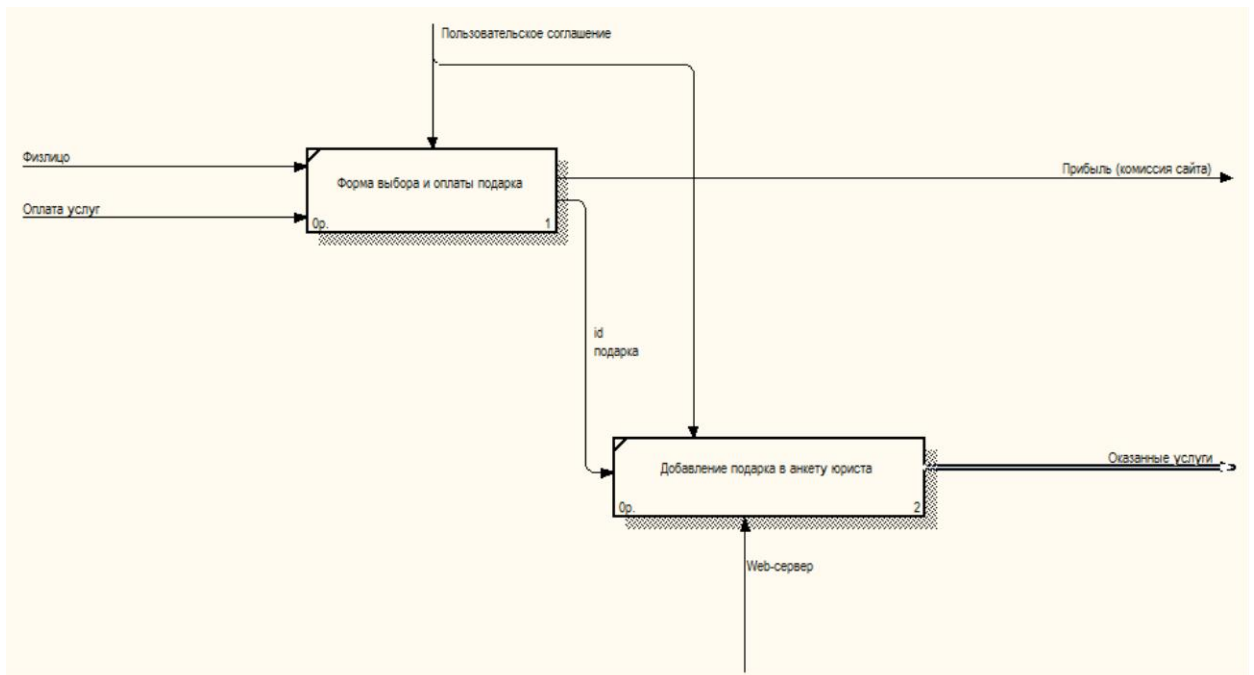 Пользовательское соглашение
Физлицо
Форма выбора и оплаты подарка
Прибыль (комиссия сайта)
Оплата услуг
0р. 1
id
подарка
Добавление подарка в анкету юриста
Оказанные услуги
0р. 2
Web-сервер